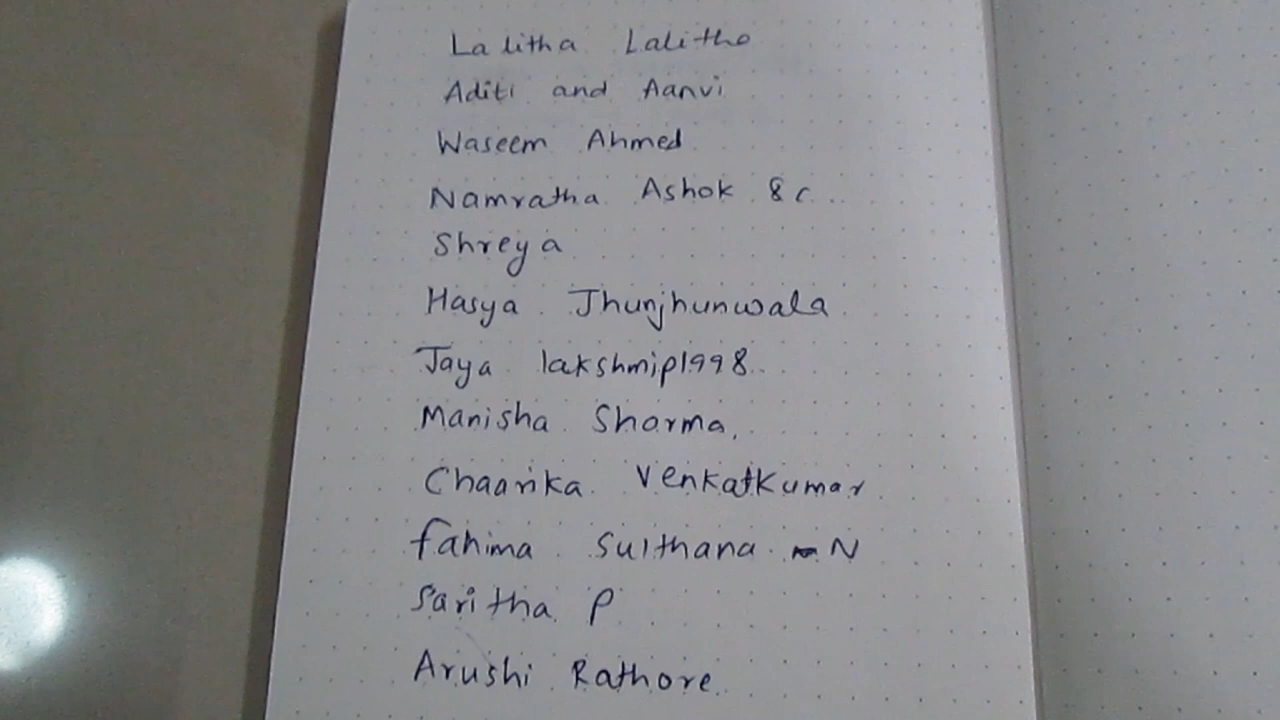 Lalitha Lalitha
Aditi and Aanvi
Waseem Ahmed
Namratha Ashok 8c
Shreya
Hasya Jhunjhunwala
Jaya lakshmip1998
Manisha Sharma,
Chaarika Venkatkumar
fahima Sulthana N
Saritha P
Arushi Rathore